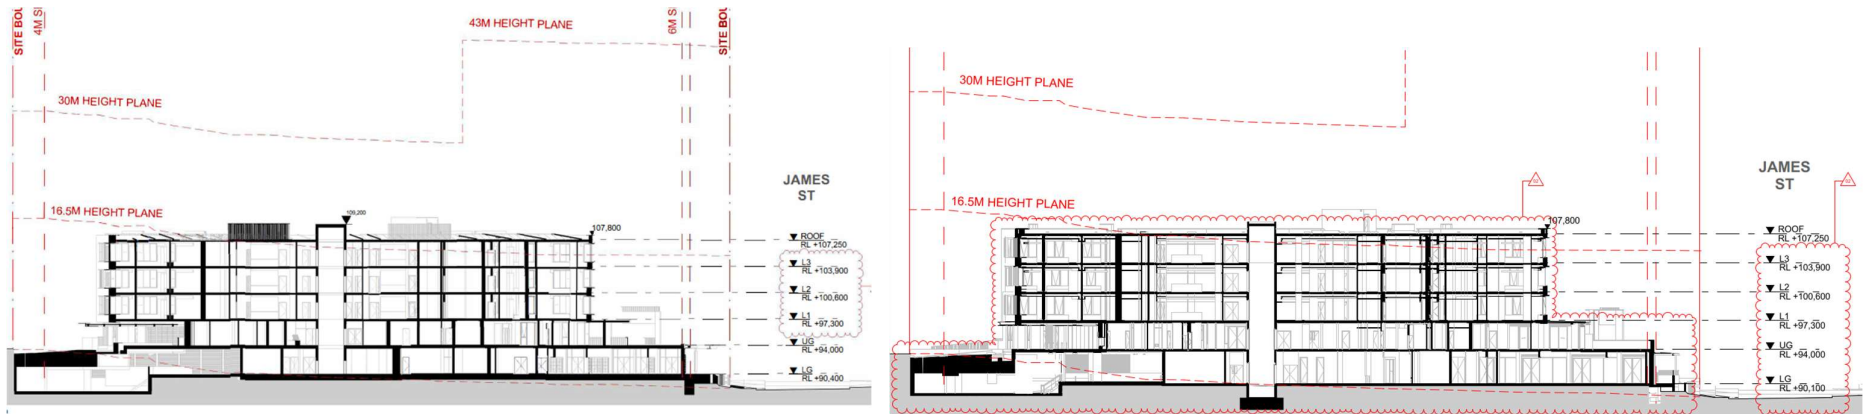 SITE BOU
4M S
43M HEIGHT PLANE
6M S
SITE BOU
30M HEIGHT PLANE
JAMES
ST
16.5M HEIGHT PLANE
109,200
107,800
ROOF
RL +107,250
L3
RL +103,900
L2
RL +100,600
L1
RL +97,300
UG
RL +94,000
LG
RL +90,400
30M HEIGHT PLANE
JAMES
ST
16.5M HEIGHT PLANE
107,800
ROOF
RL +107,250
L3
RL +103,900
L2
RL +100,600
L1
RL +97,300
UG
RL +94,000
LG
RL +90,100